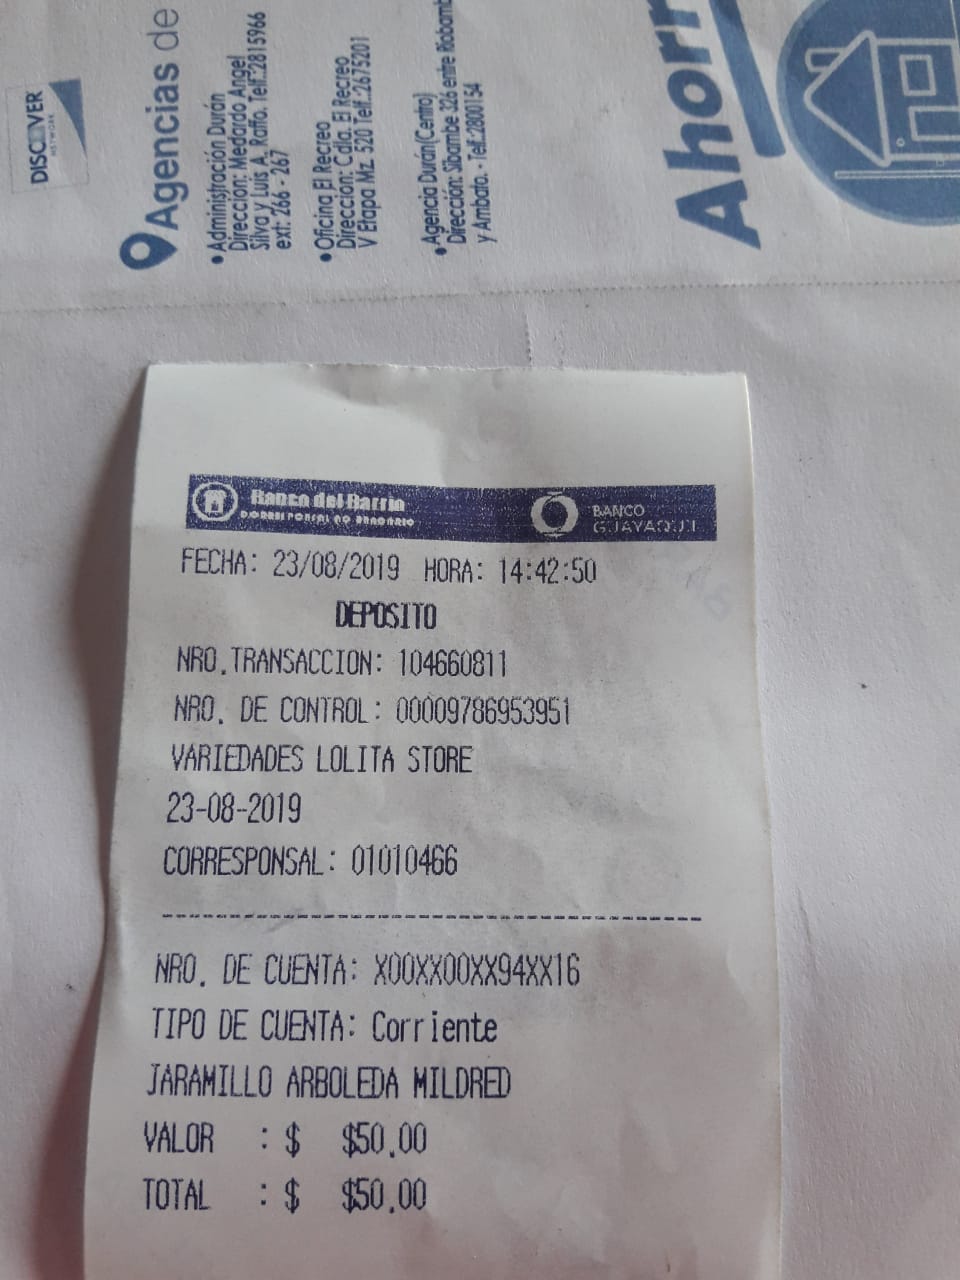 DISCOVER
NETWORK
Agencias de
•Administración Durán
Dirección: Medardo Angel
Silva y Luis A. Raffo. Telf.:2815966
ext: 266 - 267
•Oficina El Recreo
Dirección: Cdla. El Recreo
V Etapa Mz. 520 Telf.:2675201
•Agencia Durán(Centro)
Dirección: Sibambe 326 entre
y Ambato. - Telf.:2800154
Ahorr
Banco del Barrio
CORRESPONSAL NO BANCARIO
BANCO
GUAYAQUIL
FECHA: 23/08/2019 HORA: 14:42:50
DEPOSITO
NRO.TRANSACCION: 104660811
NRO. DE CONTROL: 00009786953951
VARIEDADES LOLITA STORE
23-08-2019
CORRESPONSAL: 01010466
NRO. DE CUENTA: X00XX00XX94XX16
TIPO DE CUENTA: Corriente
JARAMILLO ARBOLEDA MILDRED
VALOR : $ $50.00
TOTAL : $ $50.00